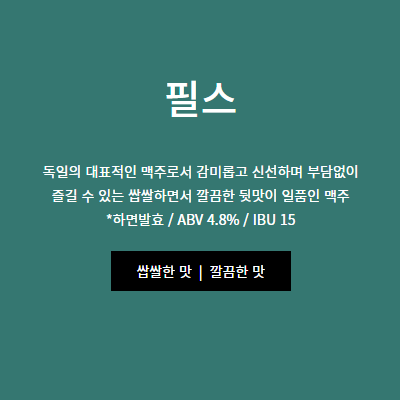 필스
독일의 대표적인 맥주로서 감미롭고 신선하며 부담없이
즐길 수 있는 쌉쌀하면서 깔끔한 뒷맛이 일품인 맥주
*하면발효 / ABV 4.8% / IBU 15
쌉쌀한 맛 | 깔끔한 맛